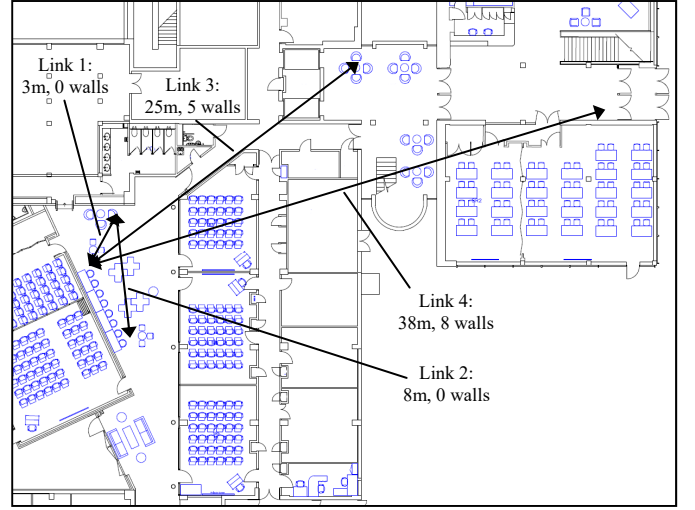 Link 1:
3m, 0 walls
Link 3:
25m, 5 walls
Link 4:
38m, 8 walls
Link 2:
8m, 0 walls